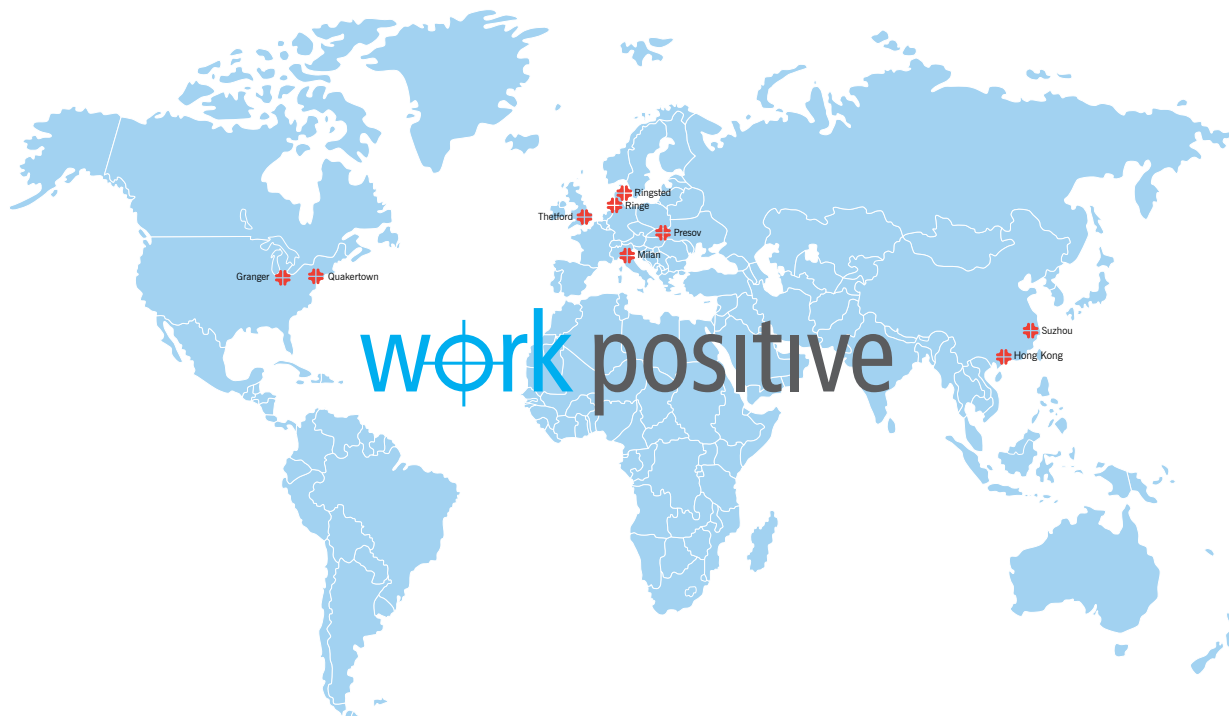 Ringsted
Ringe
Thetford
Presov
Milan
Granger
Quakertown
Suzhou
Hong Kong
work positive